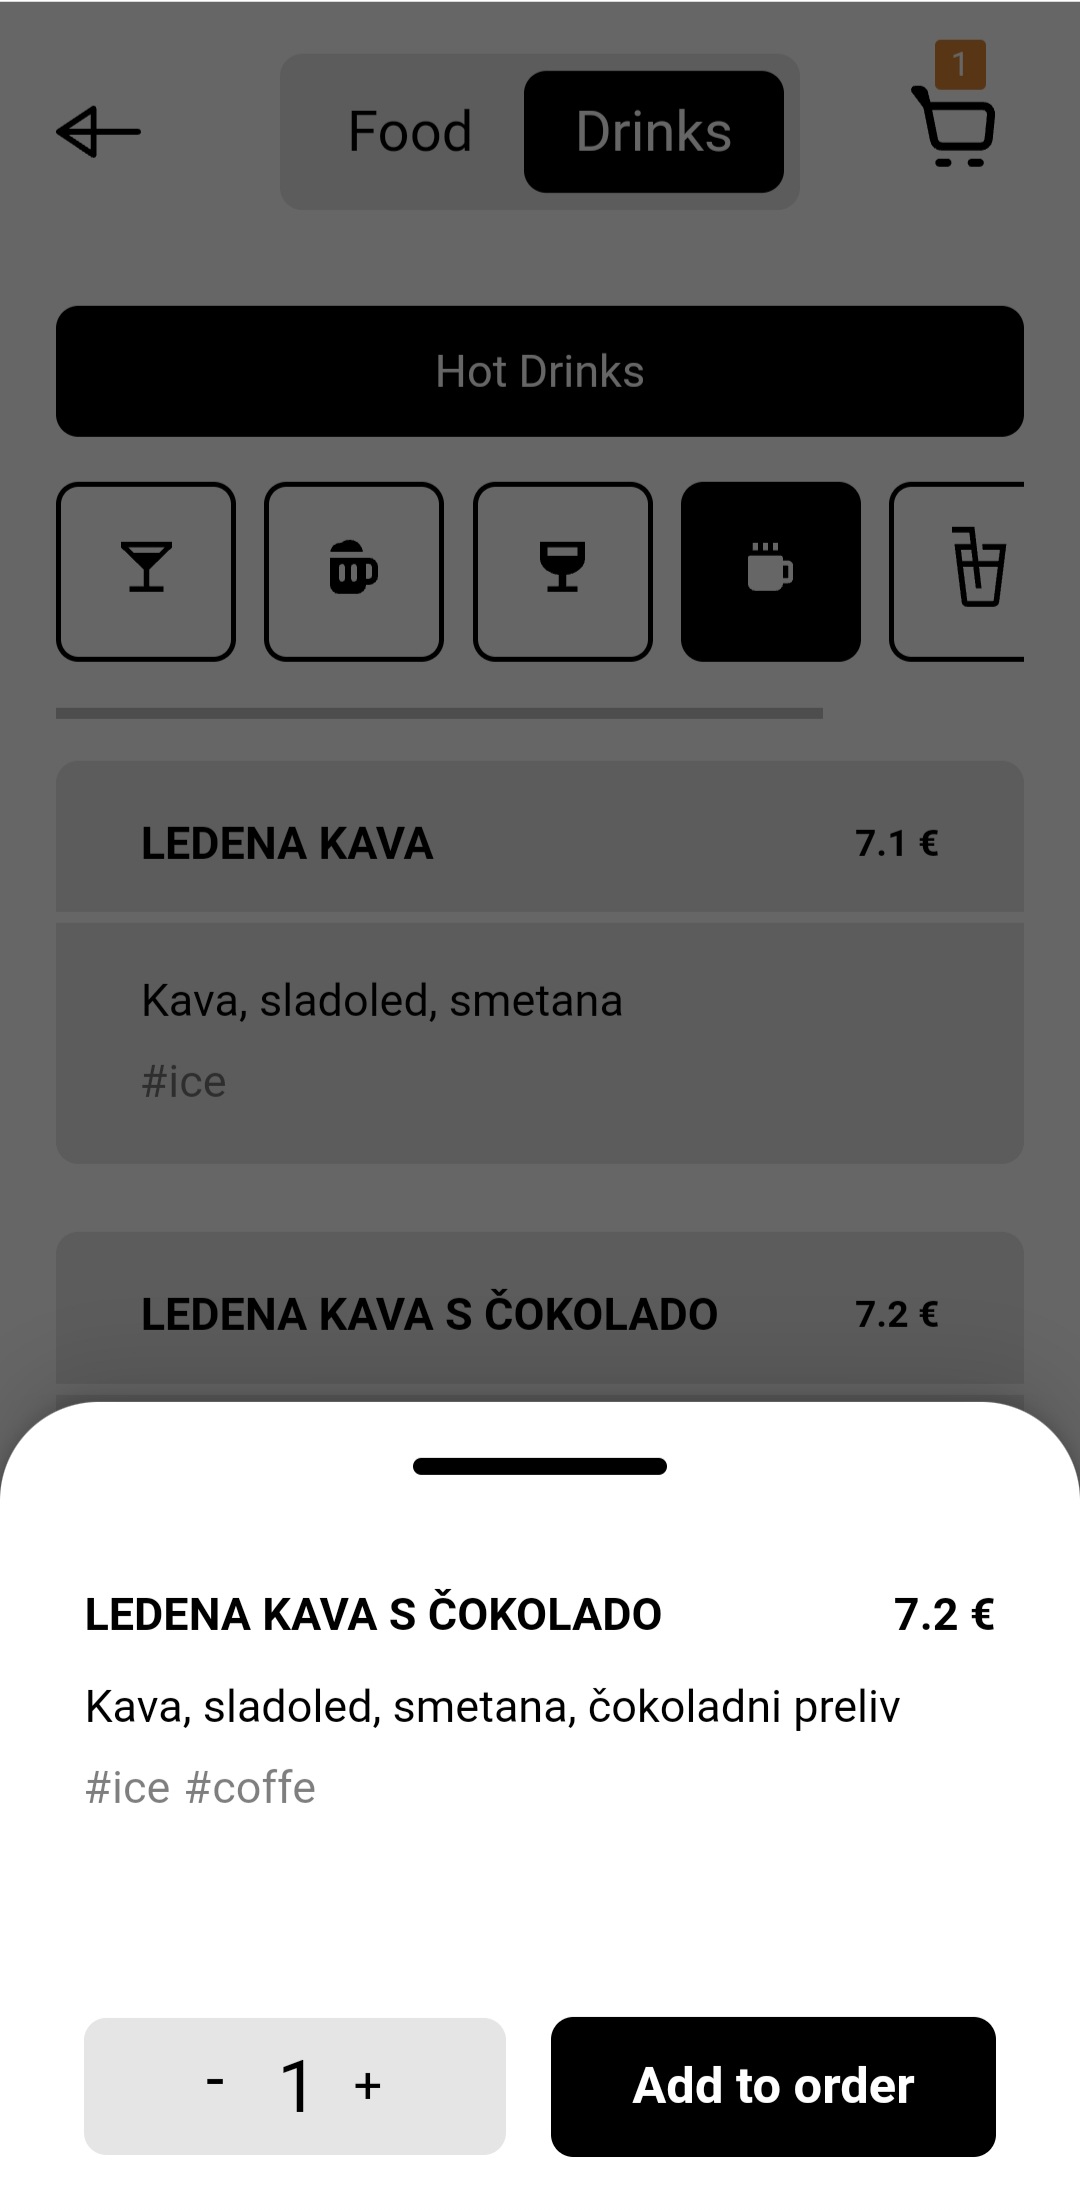 1
Food Drinks
Hot Drinks
LEDENA KAVA 7.1 €
Kava, sladoled, smetana
#ice
LEDENA KAVA S ČOKOLADO 7.2 €
LEDENA KAVA S ČOKOLADO 7.2 €
Kava, sladoled, smetana, čokoladni preliv
#ice #coffe
- 1 + Add to order